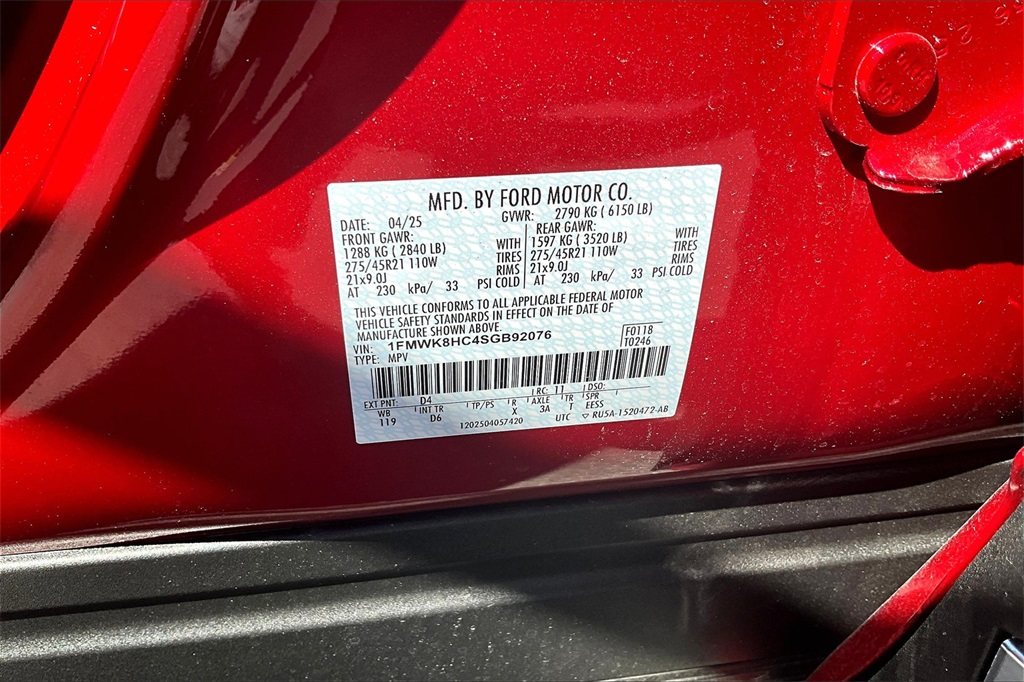 MFD. BY FORD MOTOR CO.
DATE: 04/25 GVWR: 2790 KG ( 6150 LB)
FRONT GAWR: REAR GAWR:
1288 KG ( 2840 LB) WITH 1597 KG ( 3520 LB) WITH
275/45R21 110W TIRES 275/45R21 110W TIRES
21x9.0J RIMS 21x9.0J RIMS
AT 230 kPa/ 33 PSI COLD AT 230 kPa/ 33 PSI COLD
THIS VEHICLE CONFORMS TO ALL APPLICABLE FEDERAL MOTOR
VEHICLE SAFETY STANDARDS IN EFFECT ON THE DATE OF
MANUFACTURE SHOWN ABOVE.
VIN: 1FMWK8HC4SGB92076 F0118
TYPE: MPV T0246
EXT PNT: D4 RC: 11 DSO:
WB INT TR TP/PS R AXLE TR SPR
119 D6 X 3A T EESS
1202504057420 UTC ▽ RU5A-1520472-AB